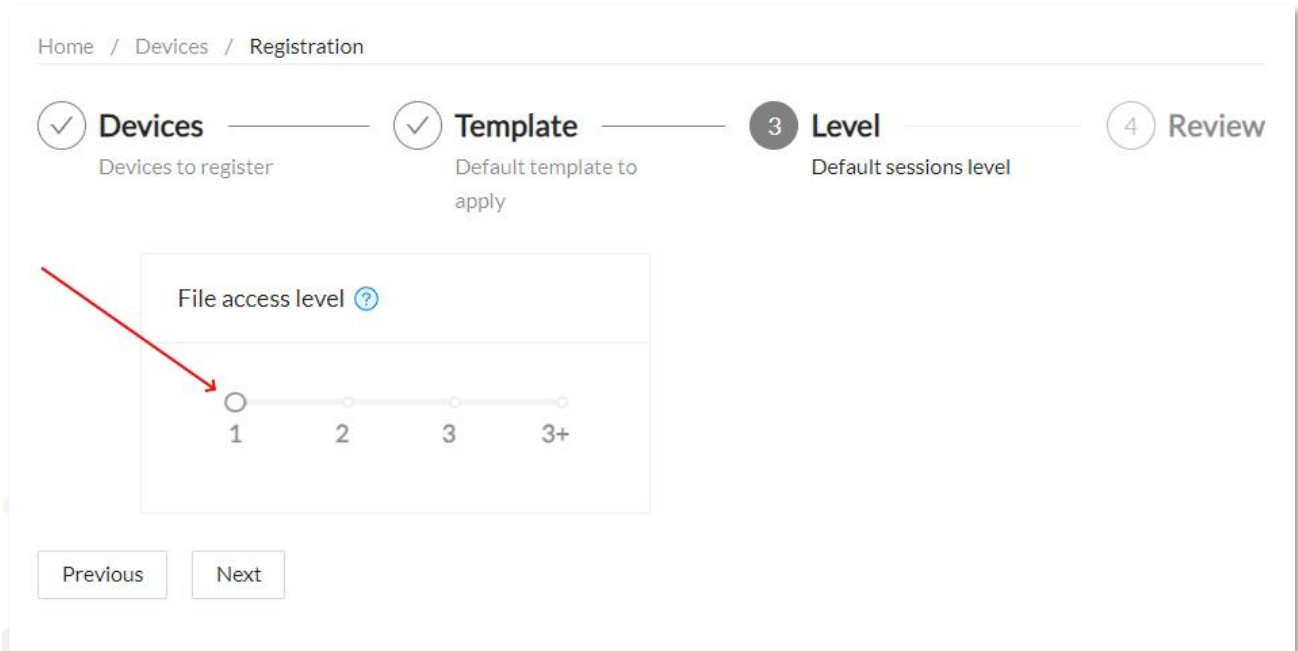 Home / Devices / Registration
Devices
Devices to register
Template
Default template to
apply
3 Level
Default sessions level
4 Review
File access level ?
1 2 3 3+
Previous Next